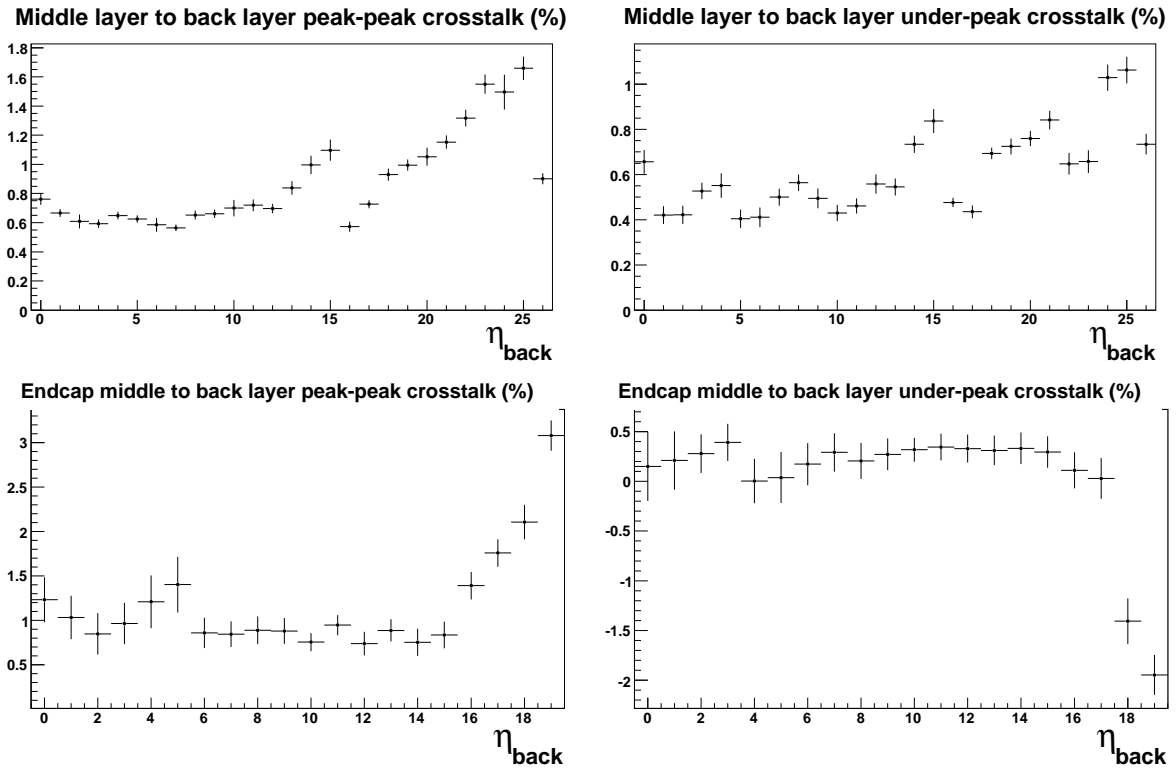 Middle layer to back layer peak-peak crosstalk (%)
1.8
1.6
1.4
1.2
1
0.8
0.6
0.4
0.2
0
0 5 10 15 20 25
ηback
Middle layer to back layer under-peak crosstalk (%)
1
0.8
0.6
0.4
0.2
0
0 5 10 15 20 25
ηback
Endcap middle to back layer peak-peak crosstalk (%)
3
2.5
2
1.5
1
0.5
0 2 4 6 8 10 12 14 16 18
ηback
Endcap middle to back layer under-peak crosstalk (%)
0.5
0
-0.5
-1
-1.5
-2
0 2 4 6 8 10 12 14 16 18
ηback